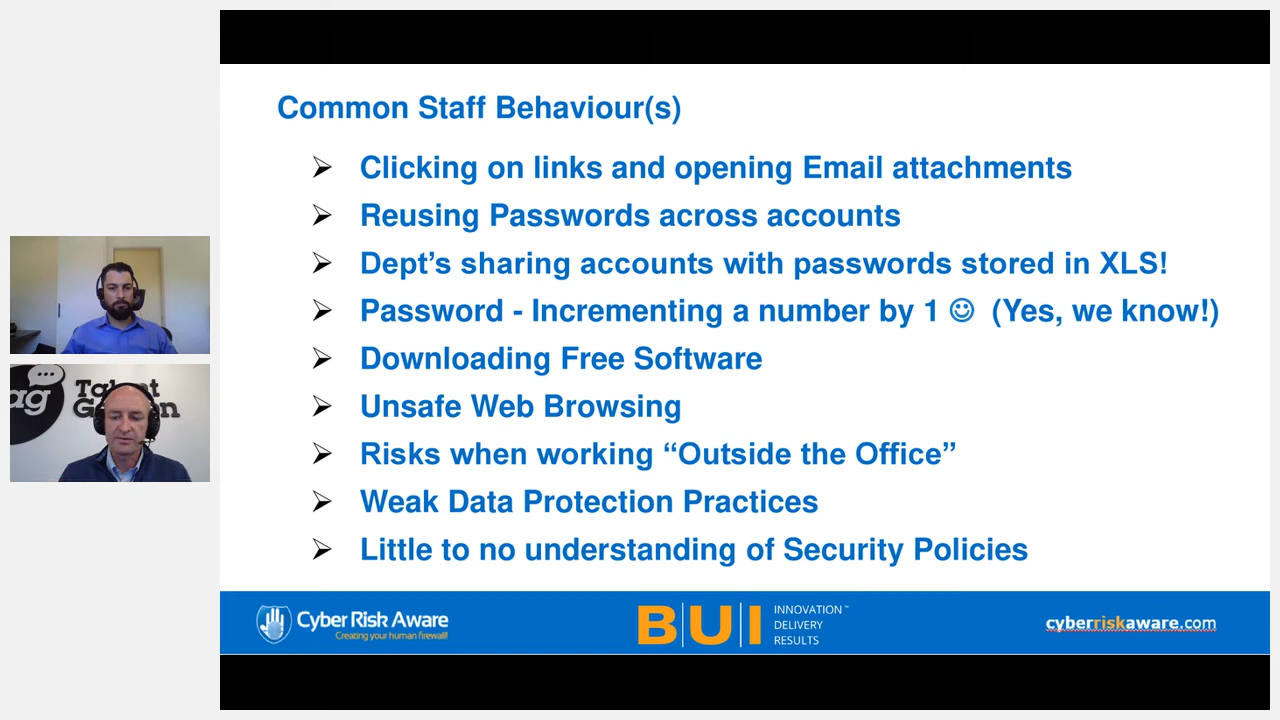 Common Staff Behaviour(s)
Clicking on links and opening Email attachments
Reusing Passwords across accounts
Dept's sharing accounts with passwords stored in XLS!
Password - Incrementing a number by 1 ☺ (Yes, we know!)
Downloading Free Software
Unsafe Web Browsing
Risks when working “Outside the Office”
Weak Data Protection Practices
Little to no understanding of Security Policies
ag
Cyber Risk Aware
Creating your human firewall!
BUI
INNOVATION™
DELIVERY
RESULTS
cyberriskaware.com